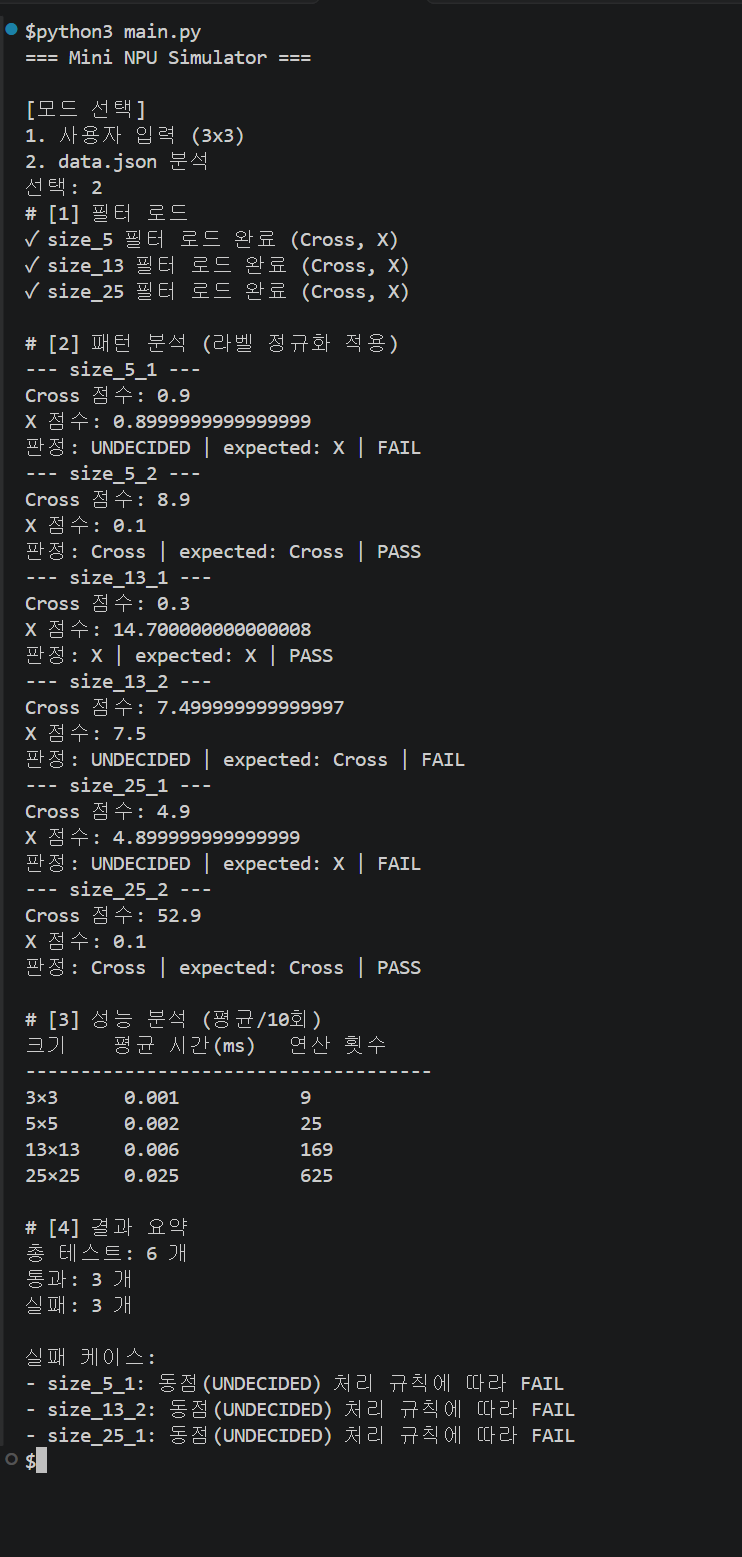 $python3 main.py
=== Mini NPU Simulator ===
[모드 선택]
1. 사용자 입력 (3x3)
2. data.json 분석
선택: 2
# [1] 필터 로드
✓ size_5 필터 로드 완료 (Cross, X)
✓ size_13 필터 로드 완료 (Cross, X)
✓ size_25 필터 로드 완료 (Cross, X)
# [2] 패턴 분석 (라벨 정규화 적용)
--- size_5_1 ---
Cross 점수: 0.9
X 점수: 0.8999999999999999
판정: UNDECIDED | expected: X | FAIL
--- size_5_2 ---
Cross 점수: 8.9
X 점수: 0.1
판정: Cross | expected: Cross | PASS
--- size_13_1 ---
Cross 점수: 0.3
X 점수: 14.700000000000008
판정: X | expected: X | PASS
--- size_13_2 ---
Cross 점수: 7.499999999999997
X 점수: 7.5
판정: UNDECIDED | expected: Cross | FAIL
--- size_25_1 ---
Cross 점수: 4.9
X 점수: 4.899999999999999
판정: UNDECIDED | expected: X | FAIL
--- size_25_2 ---
Cross 점수: 52.9
X 점수: 0.1
판정: Cross | expected: Cross | PASS
# [3] 성능 분석 (평균/10회)
크기 평균 시간(ms) 연산 횟수
-------------------------------------
3×3 0.001 9
5×5 0.002 25
13×13 0.006 169
25×25 0.025 625
# [4] 결과 요약
총 테스트: 6 개
통과: 3 개
실패: 3 개
실패 케이스:
- size_5_1: 동점(UNDECIDED) 처리 규칙에 따라 FAIL
- size_13_2: 동점(UNDECIDED) 처리 규칙에 따라 FAIL
- size_25_1: 동점(UNDECIDED) 처리 규칙에 따라 FAIL
$